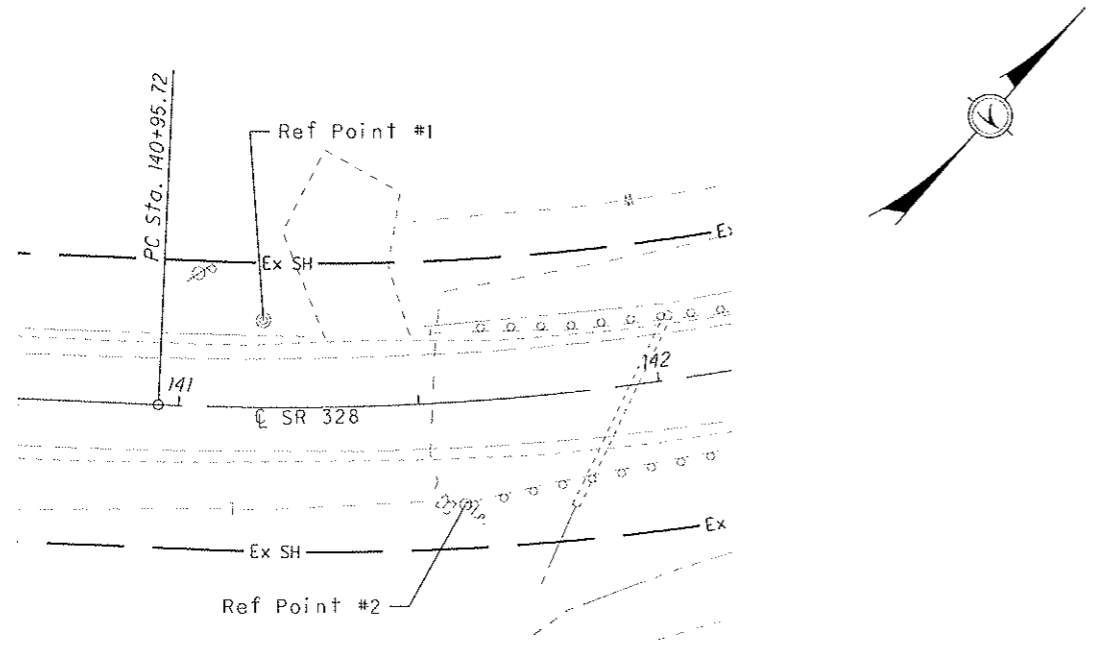 PC Sta. 140+95.72
Ref Point #1
Ex
Ex SH
142
141
℄ SR 328
Ex SH
Ex
Ref Point #2